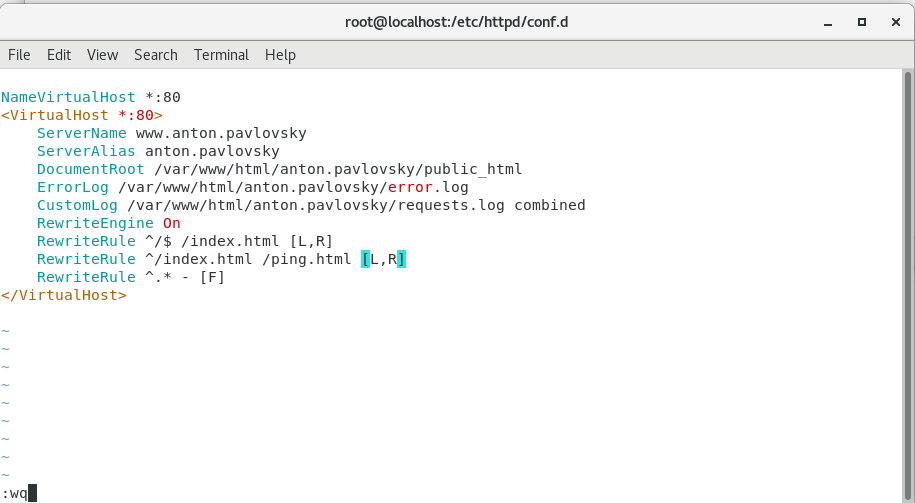 root@localhost:/etc/httpd/conf.d
File Edit View Search Terminal Help
NameVirtualHost *:80
<VirtualHost *:80>
    ServerName www.anton.pavlovsky
    ServerAlias anton.pavlovsky
    DocumentRoot /var/www/html/anton.pavlovsky/public_html
    ErrorLog /var/www/html/anton.pavlovsky/error.log
    CustomLog /var/www/html/anton.pavlovsky/requests.log combined
    RewriteEngine On
    RewriteRule ^/$ /index.html [L,R]
    RewriteRule ^/index.html /ping.html [L,R]
    RewriteRule ^.* - [F]
</VirtualHost>
~
~
~
~
~
~
~
~
~
:wq